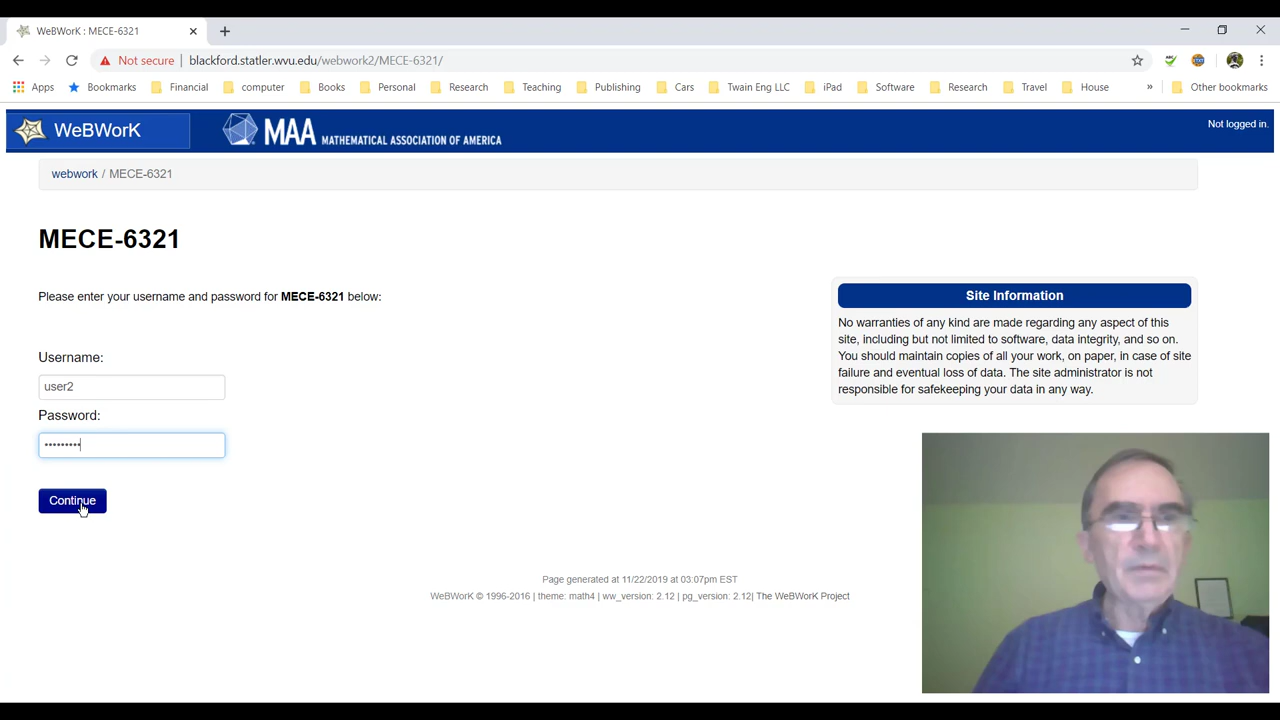 WeBWorK : MECE-6321
Not secure | blackford.statler.wvu.edu/webwork2/MECE-6321/
Apps Bookmarks Financial computer Books Personal Research Teaching Publishing Cars Twain Eng LLC iPad Software Research Travel House » Other bookmarks
WeBWorK MAA MATHEMATICAL ASSOCIATION OF AMERICA Not logged in.
webwork / MECE-6321
MECE-6321
Please enter your username and password for MECE-6321 below:
Username:
user2
Password:
•••••••••
Continue
Site Information
No warranties of any kind are made regarding any aspect of this
site, including but not limited to software, data integrity, and so on.
You should maintain copies of all your work, on paper, in case of site
failure and eventual loss of data. The site administrator is not
responsible for safekeeping your data in any way.
Page generated at 11/22/2019 at 03:07pm EST
WeBWorK © 1996-2016 | theme: math4 | ww_version: 2.12 | pg_version: 2.12| The WeBWorK Project